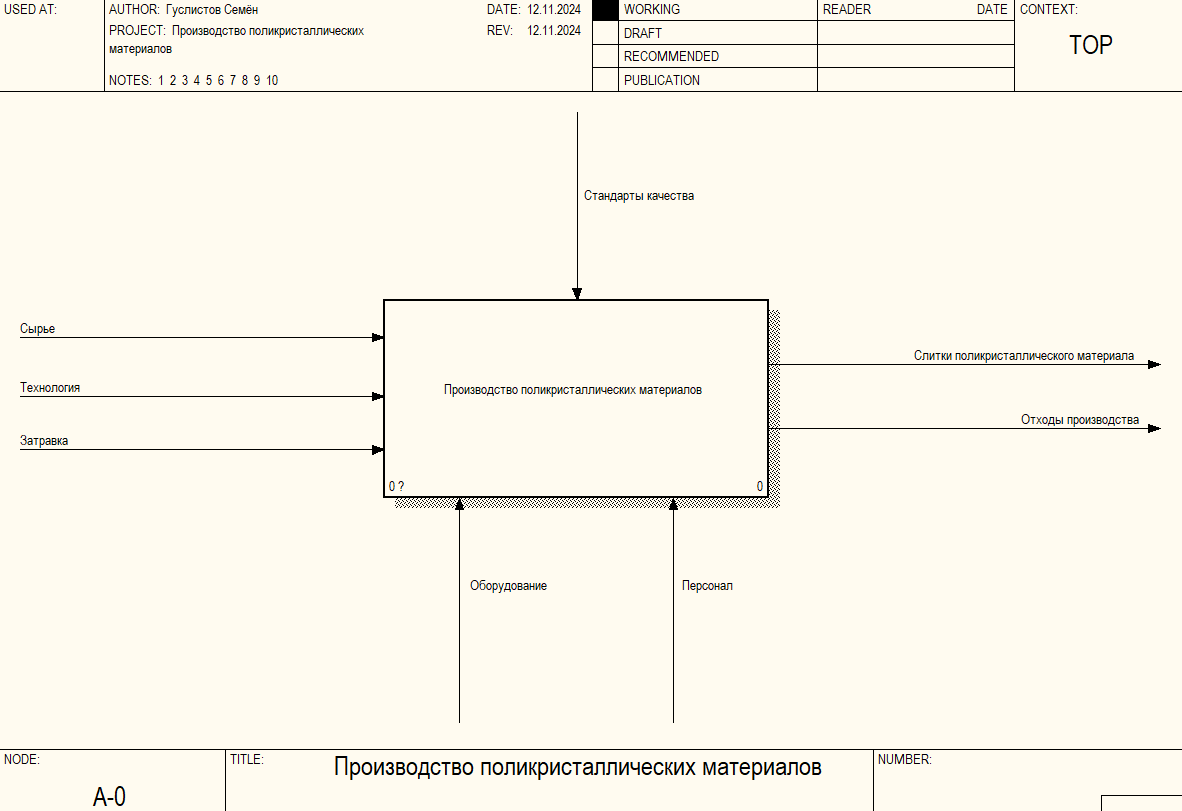 USED AT:
AUTHOR: Гуслистов Семён
DATE: 12.11.2024
PROJECT: Производство поликристаллических
материалов
REV: 12.11.2024
NOTES: 1 2 3 4 5 6 7 8 9 10
WORKING
DRAFT
RECOMMENDED
PUBLICATION
READER DATE
CONTEXT:
TOP
Стандарты качества
Сырье
Технология
Затравка
Производство поликристаллических материалов
0 ?
0
Слитки поликристаллического материала
Отходы производства
Оборудование
Персонал
NODE:
A-0
TITLE:
Производство поликристаллических материалов
NUMBER: